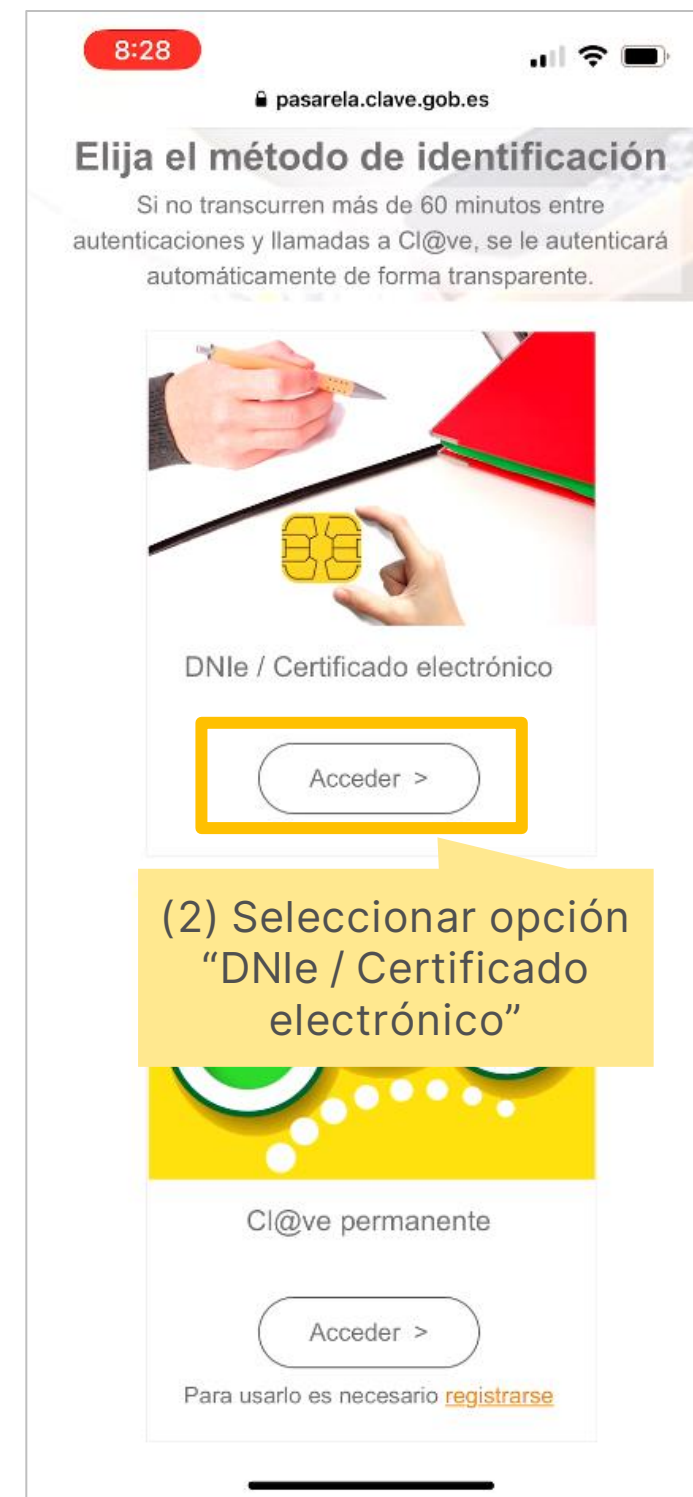 8:28
pasarela.clave.gob.es
Elija el método de identificación
Si no transcurren más de 60 minutos entre
autenticaciones y llamadas a Cl@ve, se le autenticará
automáticamente de forma transparente.
DNIe / Certificado electrónico
Acceder >
(2) Seleccionar opción
“DNIe / Certificado
electrónico”
Cl@ve permanente
Acceder >
Para usarlo es necesario registrarse